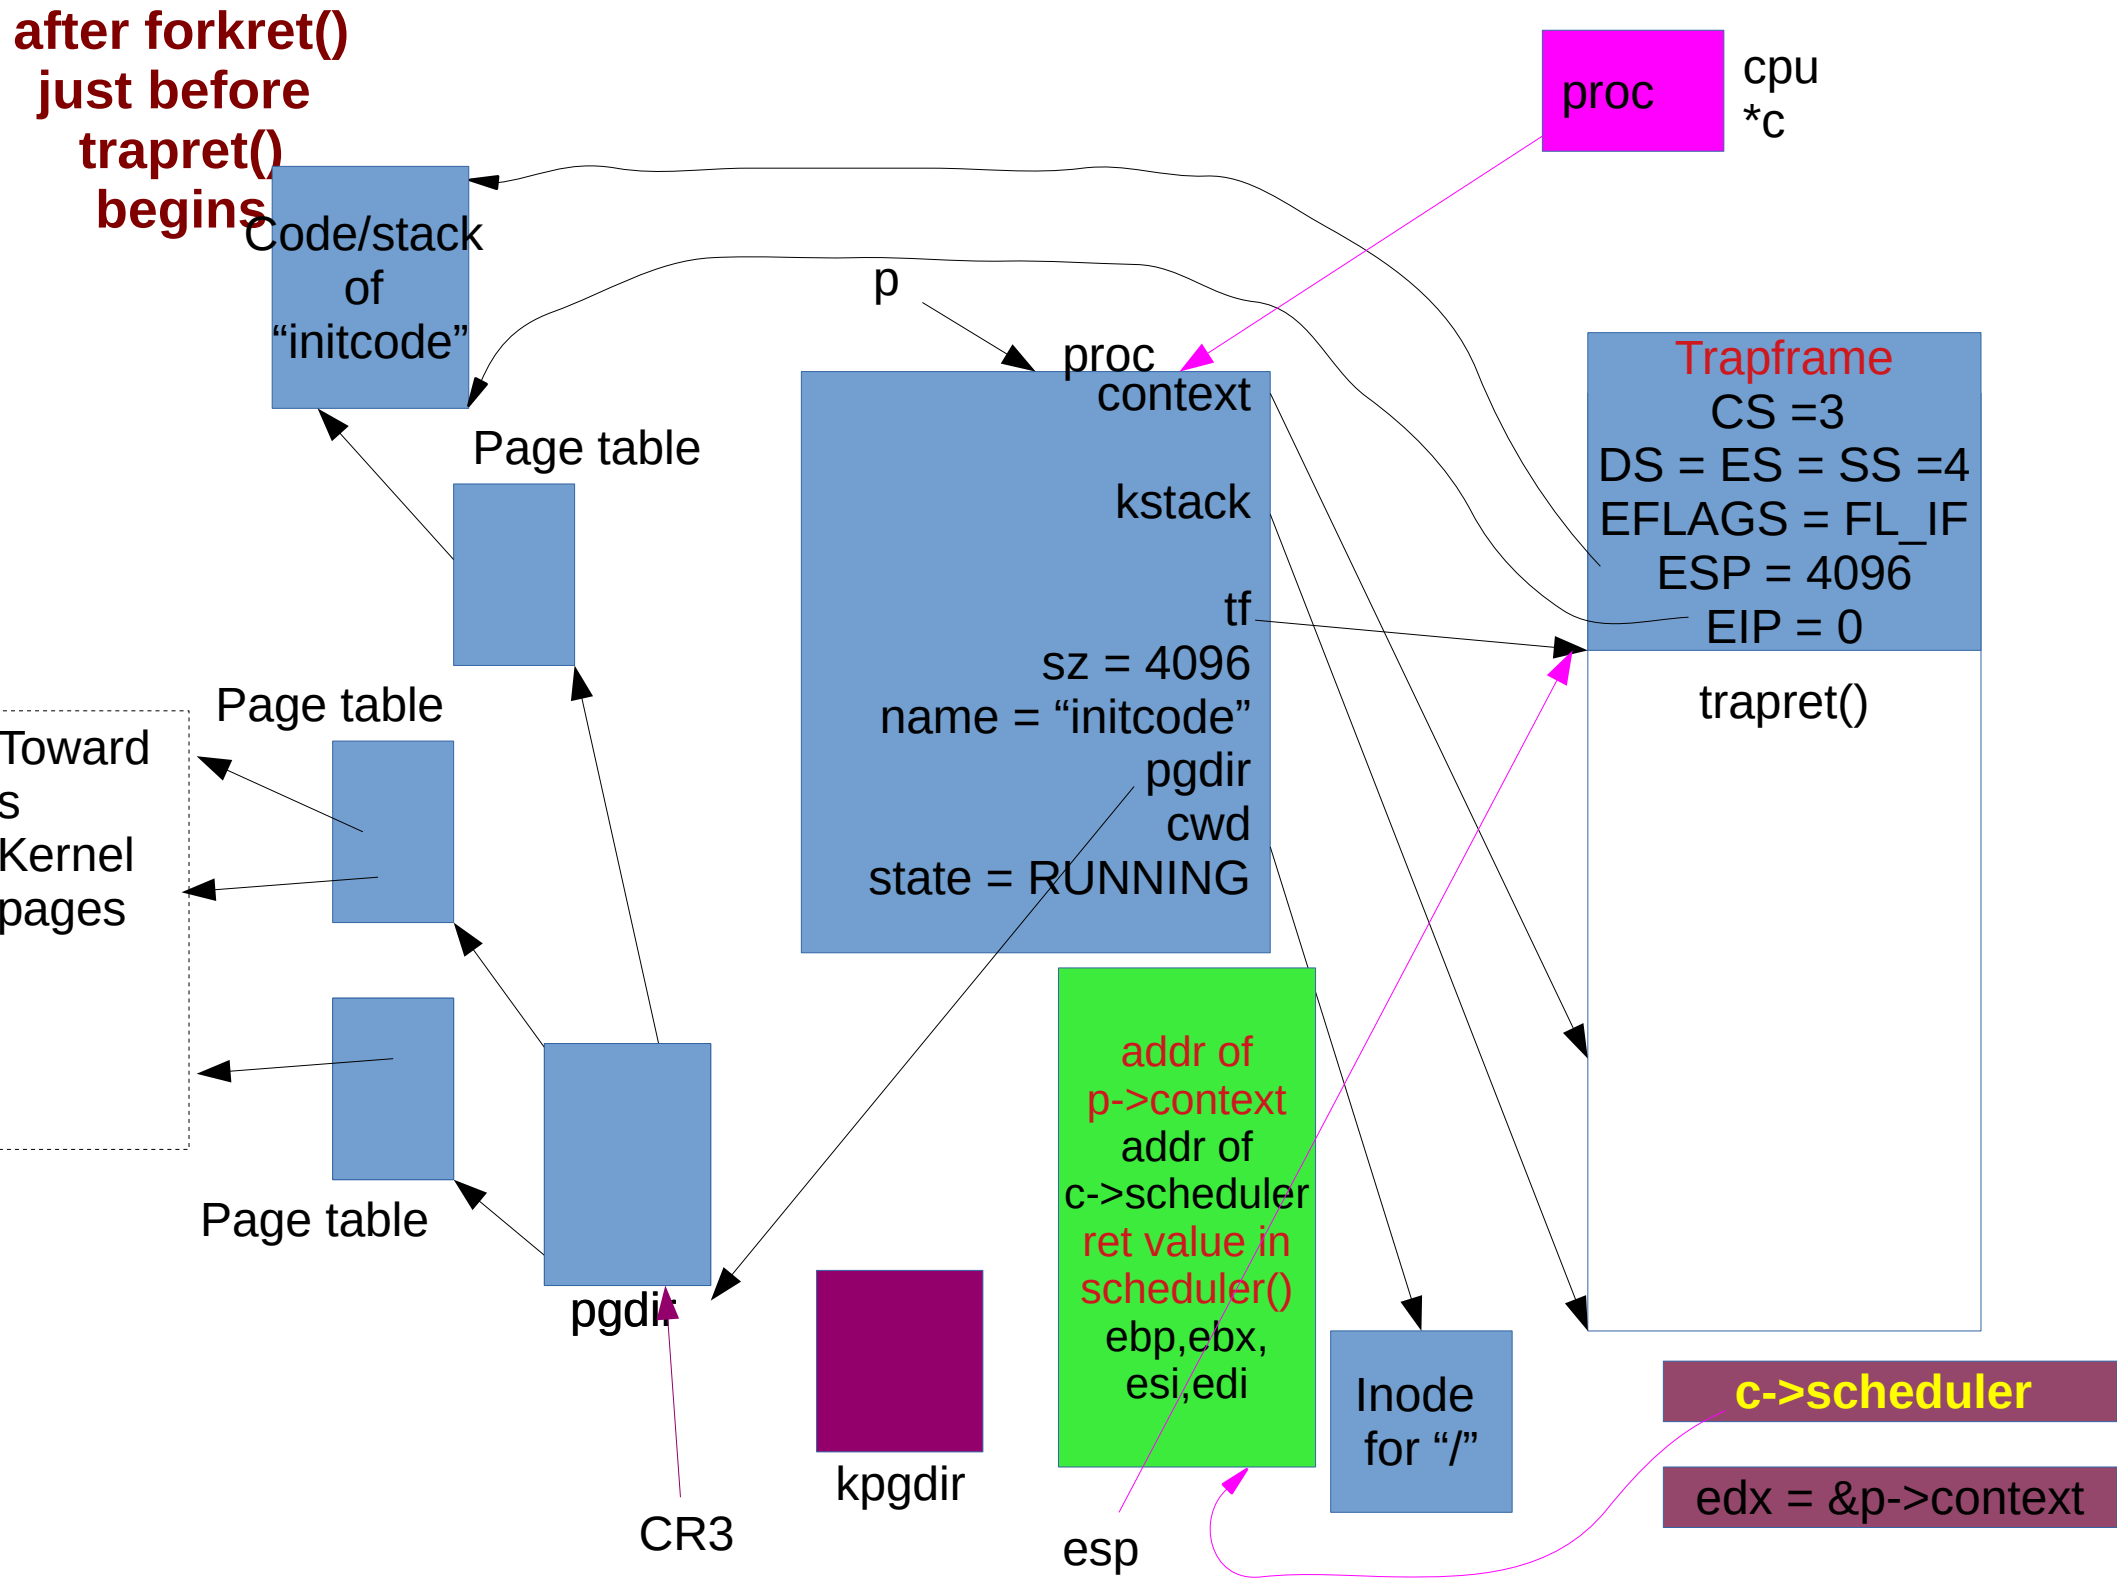 after forkret()
just before
trapret()
begins
Code/stack
of
“initcode”
p
proc
cpu
*c
Page table
proc
context
kstack
tf
sz = 4096
name = “initcode”
pgdir
cwd
state = RUNNING
Trapframe
CS =3
DS = ES = SS =4
EFLAGS = FL_IF
ESP = 4096
EIP = 0
trapret()
Page table
Toward
s
Kernel
pages
Page table
pgdir
CR3
kpgdir
addr of
p->context
addr of
c->scheduler
ret value in
scheduler()
ebp,ebx,
esi,edi
esp
Inode
for “/”
c->scheduler
edx = &p->context